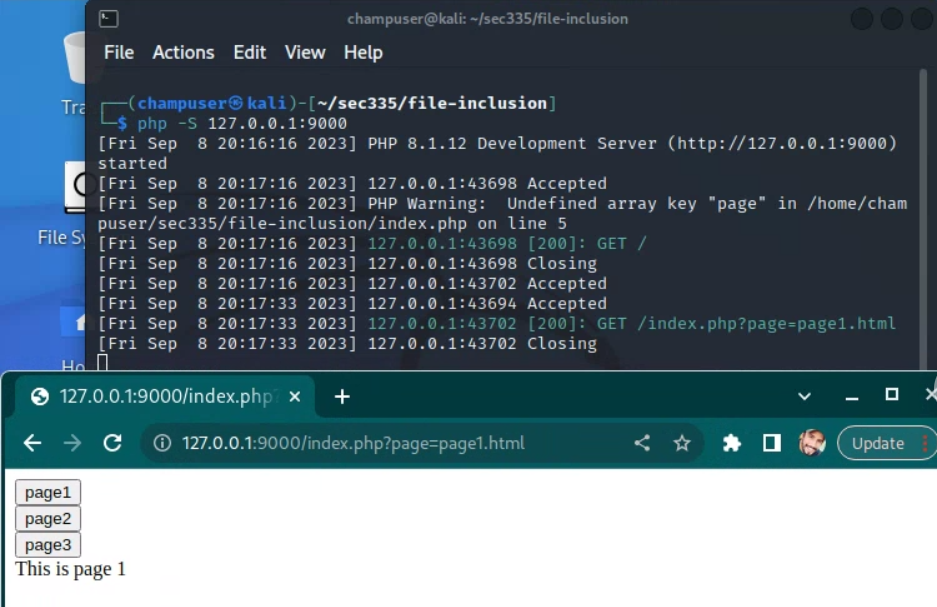 champuser@kali: ~/sec335/file-inclusion
File Actions Edit View Help
┌──(champuser㉿kali)-[~/sec335/file-inclusion]
└─$ php -S 127.0.0.1:9000
[Fri Sep  8 20:16:16 2023] PHP 8.1.12 Development Server (http://127.0.0.1:9000)
started
[Fri Sep  8 20:17:16 2023] 127.0.0.1:43698 Accepted
[Fri Sep  8 20:17:16 2023] PHP Warning:  Undefined array key "page" in /home/cham
puser/sec335/file-inclusion/index.php on line 5
[Fri Sep  8 20:17:16 2023] 127.0.0.1:43698 [200]: GET /
[Fri Sep  8 20:17:16 2023] 127.0.0.1:43698 Closing
[Fri Sep  8 20:17:16 2023] 127.0.0.1:43702 Accepted
[Fri Sep  8 20:17:33 2023] 127.0.0.1:43694 Accepted
[Fri Sep  8 20:17:33 2023] 127.0.0.1:43702 [200]: GET /index.php?page=page1.html
[Fri Sep  8 20:17:33 2023] 127.0.0.1:43702 Closing
Tra
File Sy
Ho
127.0.0.1:9000/index.php?
127.0.0.1:9000/index.php?page=page1.html
Update
page1
page2
page3
This is page 1